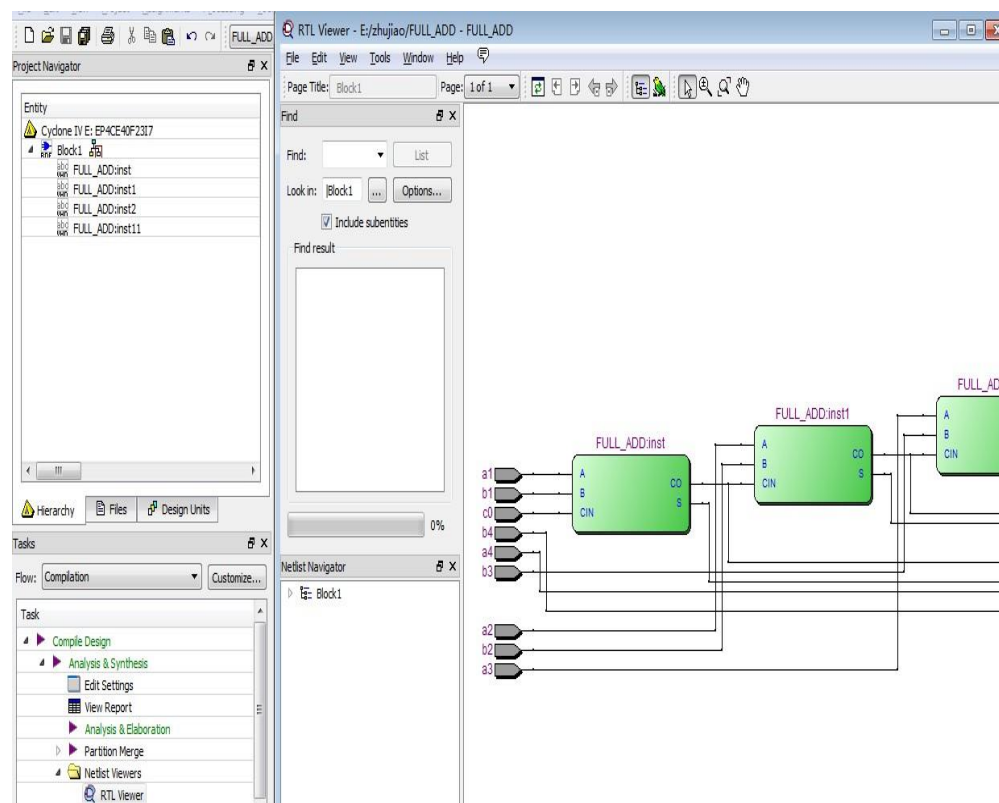 FULL_ADD
Project Navigator
Entity
Cyclone IV E: EP4CE40F23I7
Block1
FULL_ADD:inst
FULL_ADD:inst1
FULL_ADD:inst2
FULL_ADD:inst11
Hierarchy
Files
Design Units
Tasks
Flow:
Compilation
Customize...
Task
Compile Design
Analysis & Synthesis
Edit Settings
View Report
Analysis & Elaboration
Partition Merge
Netlist Viewers
RTL Viewer
RTL Viewer - E:/zhujiao/FULL_ADD - FULL_ADD
File Edit View Tools Window Help
Page Title:
Block1
Page:
1 of 1
Find
Find:
List
Look in:
Block1
...
Options...
Include subentities
Find result
0%
Netlist Navigator
Block1
FULL_AD
A
B
CIN
FULL_ADD:inst1
A
B
CIN
CO
S
FULL_ADD:inst
A
B
CIN
CO
S
a1
b1
c0
b4
a4
b3
a2
b2
a3